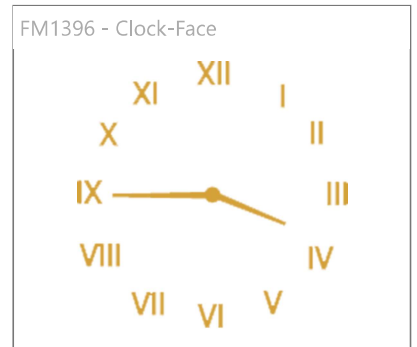 FM1396 - Clock-Face
XII
XI
I
X
II
IX
III
VIII
IV
VII
V
VI